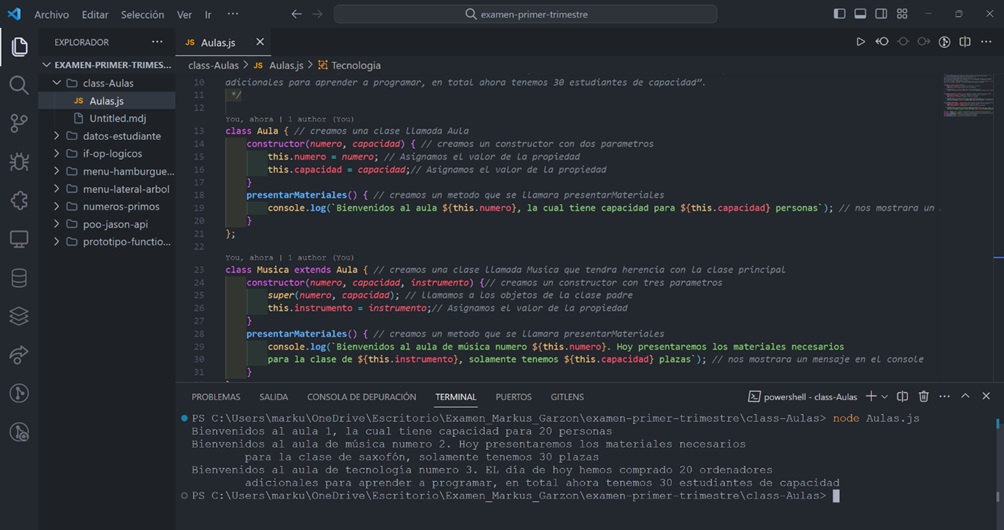 Archivo Editar Selección Ver Ir ···
examen-primer-trimestre
EXPLORADOR ···
EXAMEN-PRIMER-TRIMES...
class-Aulas
JS Aulas.js
Untitled.mdj
datos-estudiante
if-op-logicos
menu-hamburgue...
menu-lateral-arbol
numeros-primos
poo-jason-api
prototipo-functio...
JS Aulas.js
class-Aulas > JS Aulas.js > Tecnologia
10 adicionales para aprender a programar, en total ahora tenemos 30 estudiantes de capacidad”.
11 */
12
You, ahora | 1 author (You)
13 class Aula { // creamos una clase llamada Aula
14 constructor(numero, capacidad) { // creamos un constructor con dos parametros
15 this.numero = numero; // Asignamos el valor de la propiedad
16 this.capacidad = capacidad;// Asignamos el valor de la propiedad
17 }
18 presentarMateriales() { // creamos un metodo que se llamara presentarMateriales
19 console.log(`Bienvenidos al aula ${this.numero}, la cual tiene capacidad para ${this.capacidad} personas`); // nos mostrara un
20 }
21 };
22
You, ahora | 1 author (You)
23 class Musica extends Aula { // creamos una clase llamada Musica que tendra herencia con la clase principal
24 constructor(numero, capacidad, instrumento) {// creamos un constructor con tres parametros
25 super(numero, capacidad); // llamamos a los objetos de la clase padre
26 this.instrumento = instrumento;// Asignamos el valor de la propiedad
27 }
28 presentarMateriales() { // creamos un metodo que se llamara presentarMateriales
29 console.log(`Bienvenidos al aula de música numero ${this.numero}. Hoy presentaremos los materiales necesarios
30 para la clase de ${this.instrumento}, solamente tenemos ${this.capacidad} plazas`); // nos mostrara un mensaje en el console
31 }
PROBLEMAS SALIDA CONSOLA DE DEPURACIÓN TERMINAL PUERTOS GITLENS
powershell - class-Aulas
PS C:\Users\marku\OneDrive\Escritorio\Examen_Markus_Garzon\examen-primer-trimestre\class-Aulas> node Aulas.js
Bienvenidos al aula 1, la cual tiene capacidad para 20 personas
Bienvenidos al aula de música numero 2. Hoy presentaremos los materiales necesarios
para la clase de saxofón, solamente tenemos 30 plazas
Bienvenidos al aula de tecnología numero 3. EL día de hoy hemos comprado 20 ordenadores
adicionales para aprender a programar, en total ahora tenemos 30 estudiantes de capacidad
PS C:\Users\marku\OneDrive\Escritorio\Examen_Markus_Garzon\examen-primer-trimestre\class-Aulas>